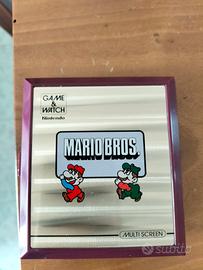 GAME
&
WATCH
Nintendo
MARIO BROS.
MULTI SCREEN
subito